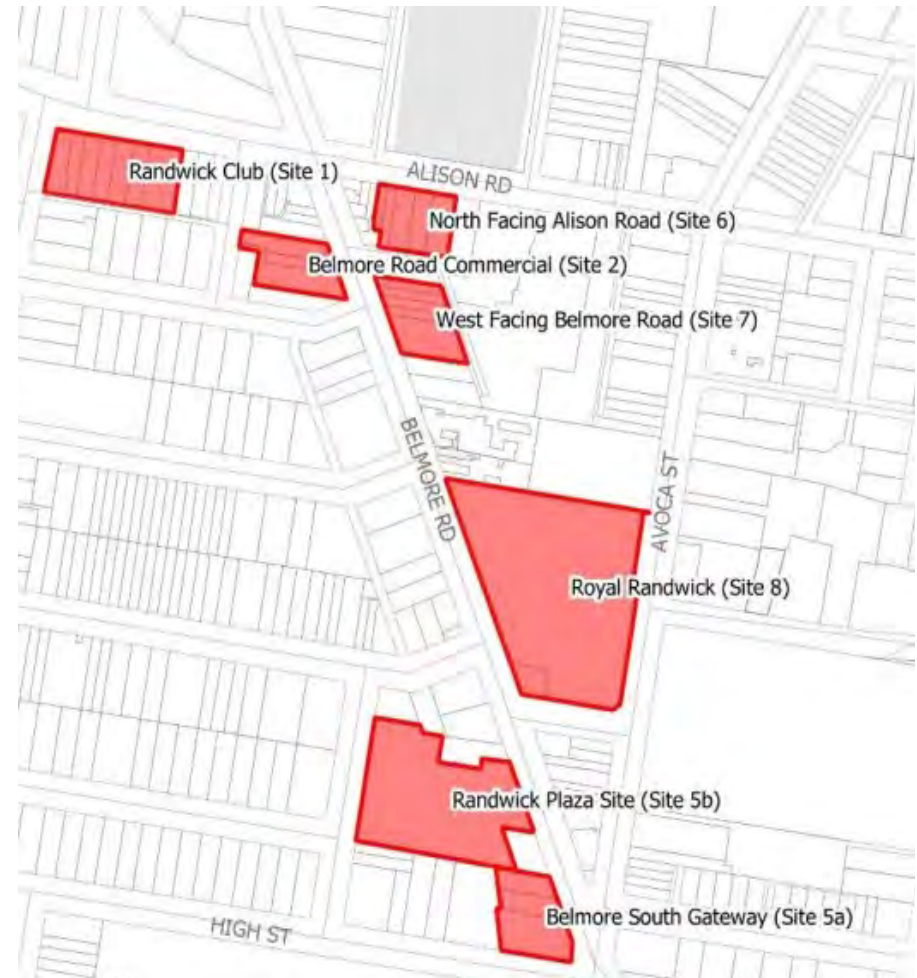 Randwick Club (Site 1)
ALISON RD
North Facing Alison Road (Site 6)
Belmore Road Commercial (Site 2)
West Facing Belmore Road (Site 7)
BELMORE RD
AVOCA ST
Royal Randwick (Site 8)
Randwick Plaza Site (Site 5b)
Belmore South Gateway (Site 5a)
HIGH ST